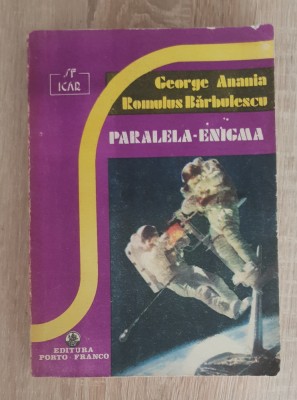 SF
ICAR
George Anania
Romulus Bărbulescu
PARALELA-ENIGMA
EDITURA
PORTO-FRANCO